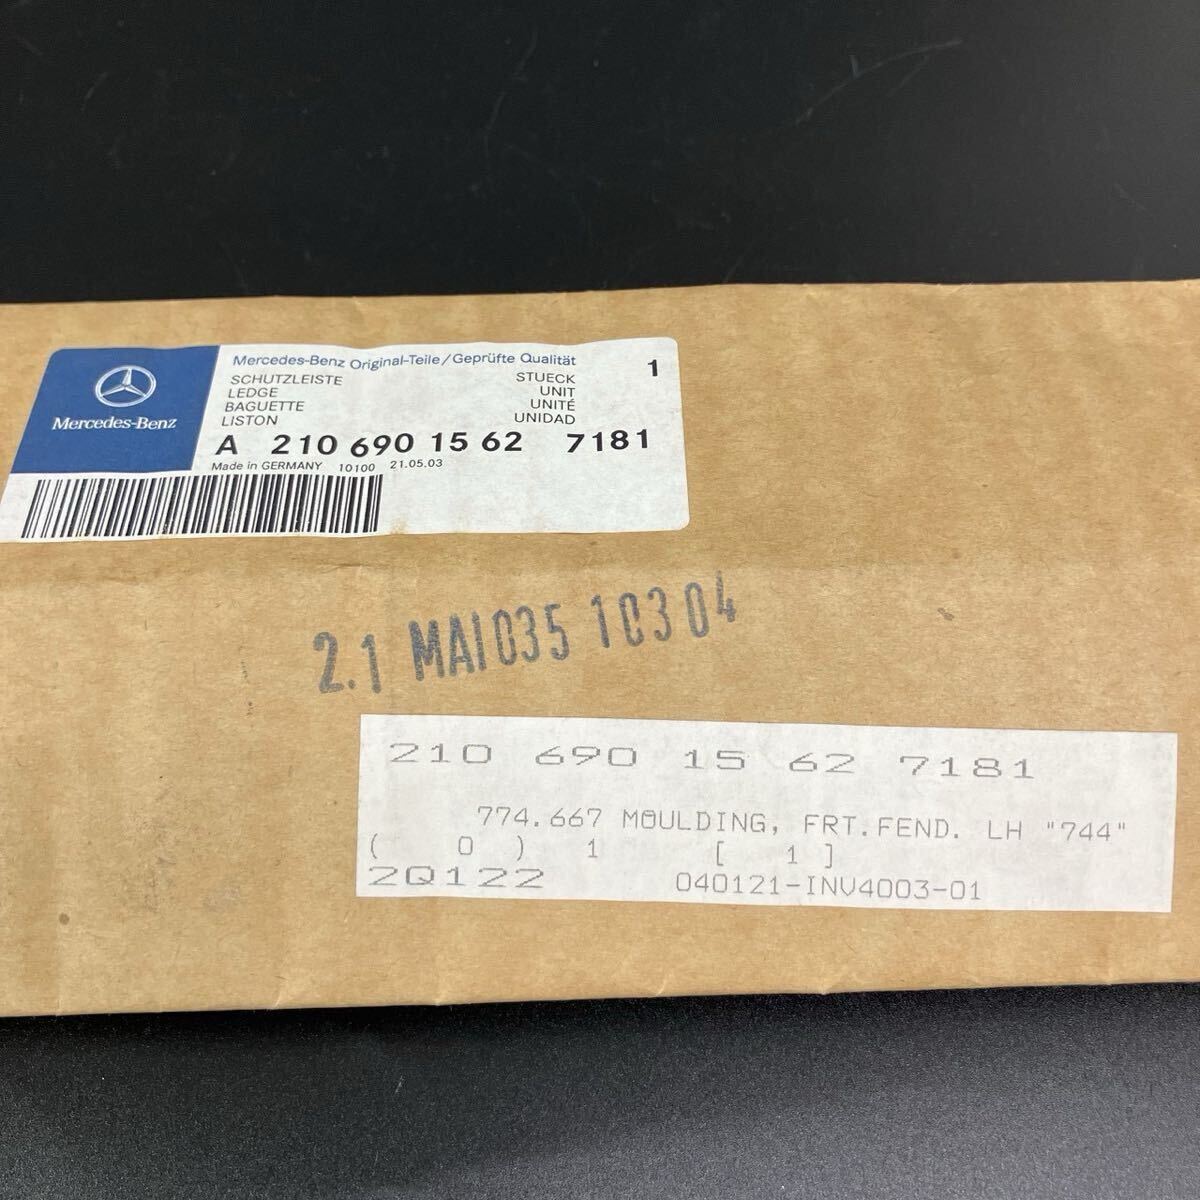 Mercedes-Benz
Mercedes-Benz Original-Teile/Geprüfte Qualität
SCHUTZLEISTE STUECK 1
LEDGE UNIT
BAGUETTE UNITÉ
LISTON UNIDAD
A 210 690 15 62 7181
Made in GERMANY 10100 21.05.03
2.1 MAI035 10304
210 690 15 62 7181
774.667 MOULDING, FRT.FEND. LH "744"
( 0 ) 1 [ 1 ]
2Q122 040121-INV4003-01